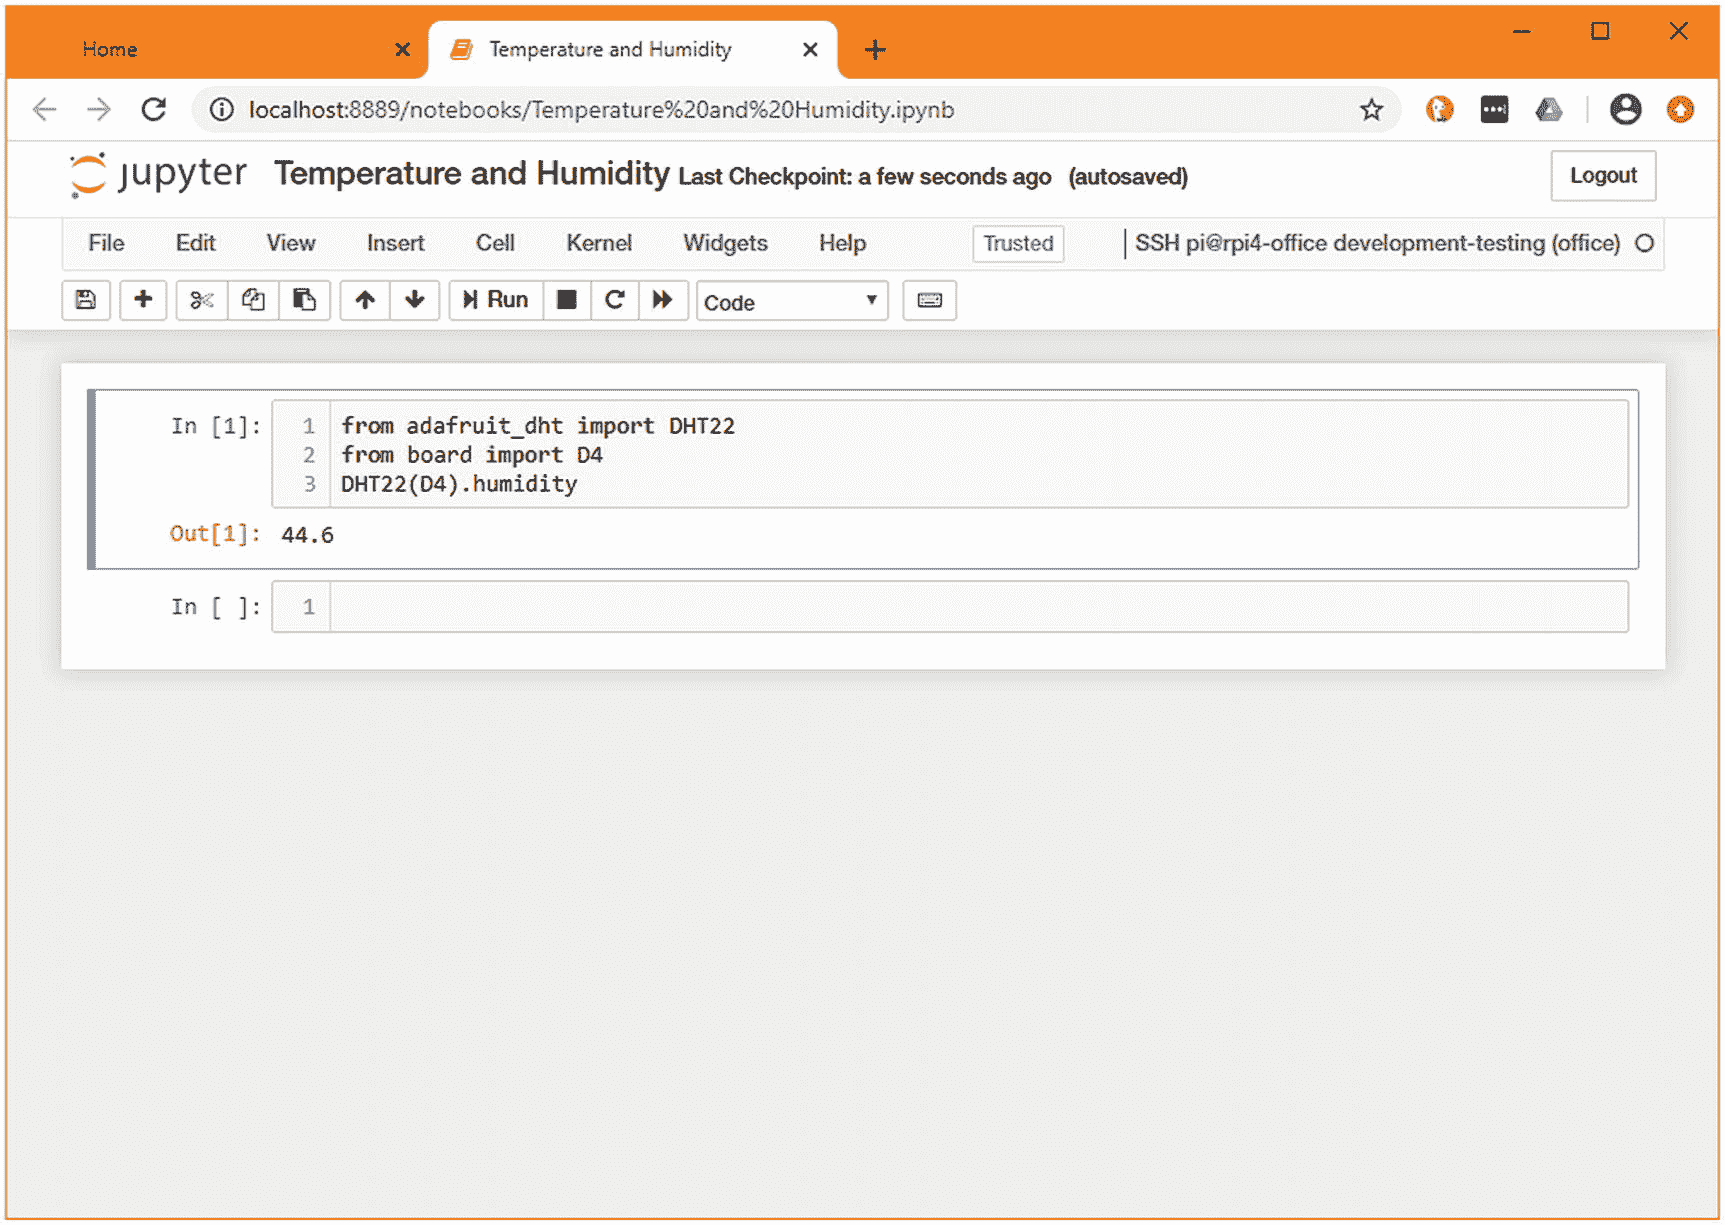 Home
Temperature and Humidity
localhost:8889/notebooks/Temperature%20and%20Humidity.ipynb
jupyter Temperature and Humidity Last Checkpoint: a few seconds ago (autosaved)
Logout
File Edit View Insert Cell Kernel Widgets Help Trusted SSH pi@rpi4-office development-testing (office)
Run Code
In [1]: 1 from adafruit_dht import DHT22
2 from board import D4
3 DHT22(D4).humidity
Out[1]: 44.6
In [ ]: 1